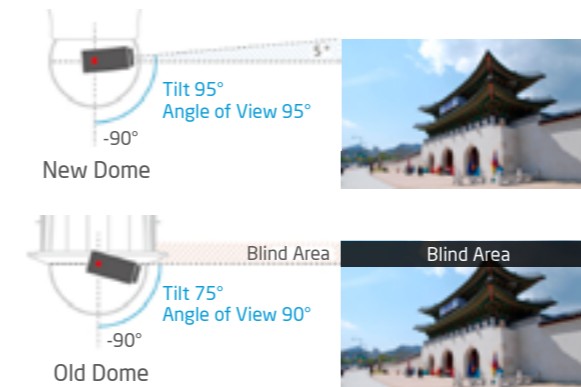 5°
Tilt 95°
Angle of View 95°
-90°
New Dome
Blind Area
Blind Area
Tilt 75°
Angle of View 90°
-90°
Old Dome